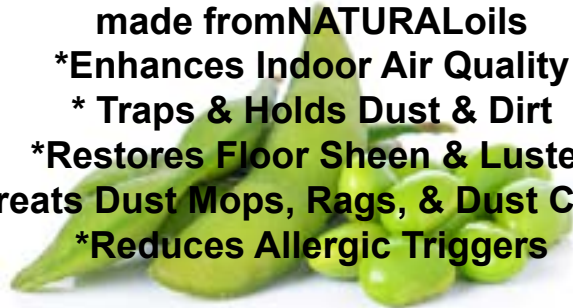 made fromNATURALoils
*Enhances Indoor Air Quality
* Traps & Holds Dust & Dirt
*Restores Floor Sheen & Luste
reats Dust Mops, Rags, & Dust C
*Reduces Allergic Triggers